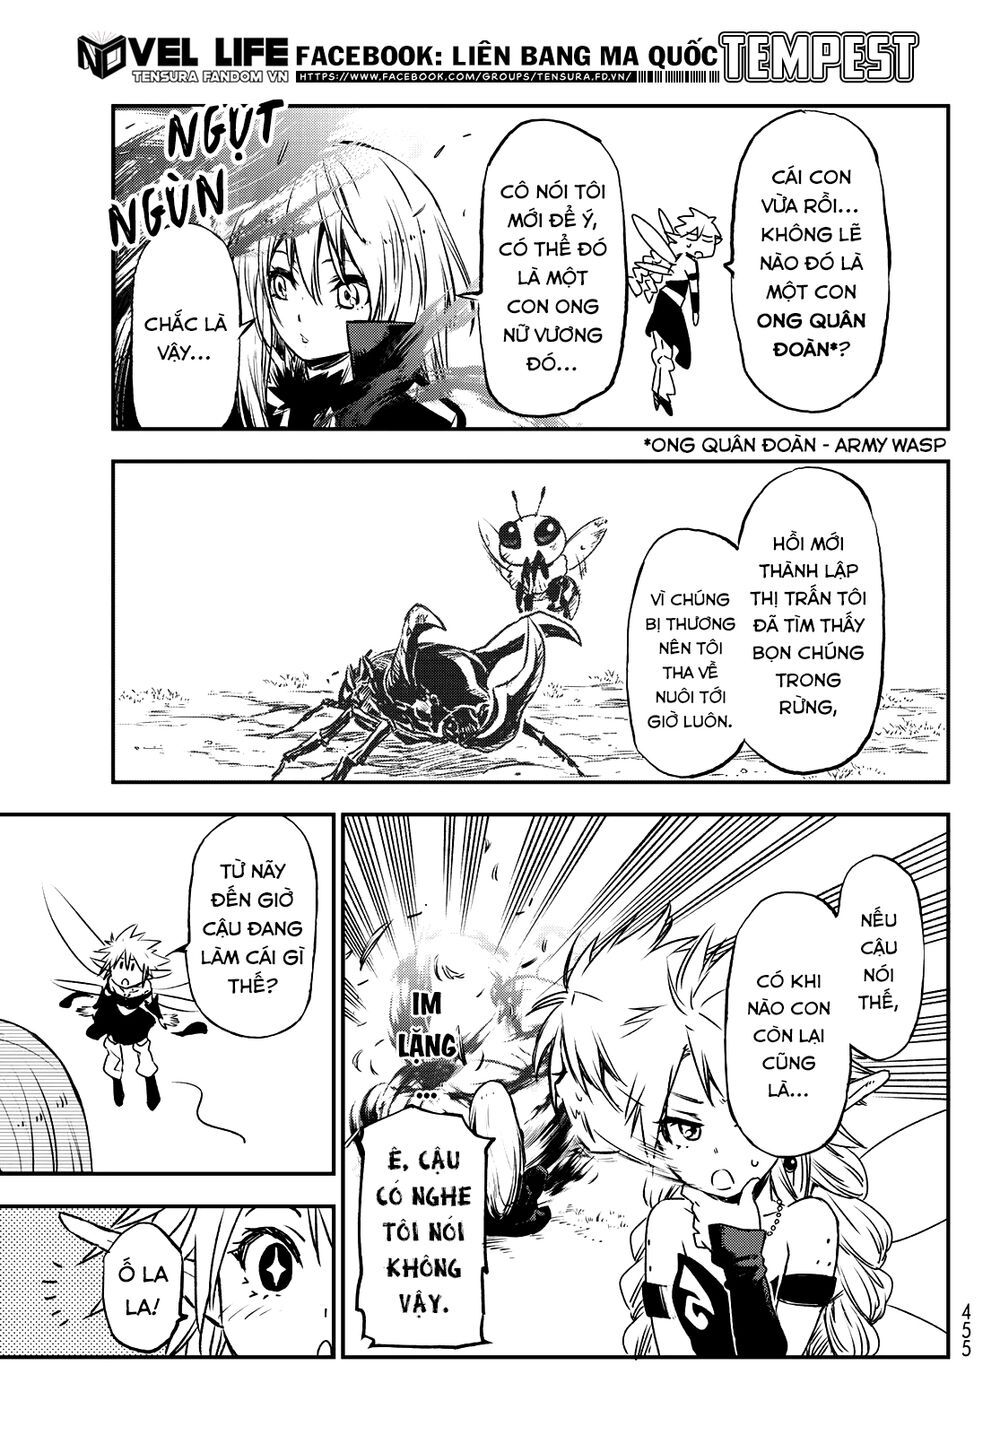 NOVEL LIFE
TENSURA FANDOM VN
FACEBOOK: LIÊN BANG MA QUỐC
HTTPS://WWW.FACEBOOK.COM/GROUPS/TENSURA.FD.VN/
TEMPEST
CÁI CON
VỪA RỒI...
KHÔNG LẼ
NÀO ĐÓ LÀ
MỘT CON
ONG QUÂN
ĐOÀN*?
CÔ NÓI TÔI
MỚI ĐỂ Ý,
CÓ THỂ ĐÓ
LÀ MỘT
CON ONG
NỮ VƯƠNG
ĐÓ...
NGỤT
NGÙN
CHẮC LÀ
VẬY...
*ONG QUÂN ĐOÀN - ARMY WASP
HỒI MỚI
THÀNH LẬP
THỊ TRẤN TÔI
ĐÃ TÌM THẤY
BỌN CHÚNG
TRONG
RỪNG,
VÌ CHÚNG
BỊ THƯƠNG
NÊN TÔI
THA VỀ
NUÔI TỚI
GIỜ LUÔN.
NẾU
CẬU
NÓI
THẾ,
CÓ KHI
NÀO CON
CÒN LẠI
CŨNG
LÀ...
IM
LẶNG
...
Ê, CẬU
CÓ NGHE
TÔI NÓI
KHÔNG
VẬY.
TỪ NÃY
ĐẾN GIỜ
CẬU ĐANG
LÀM CÁI GÌ
THẾ?
Ố LA
LA!
455